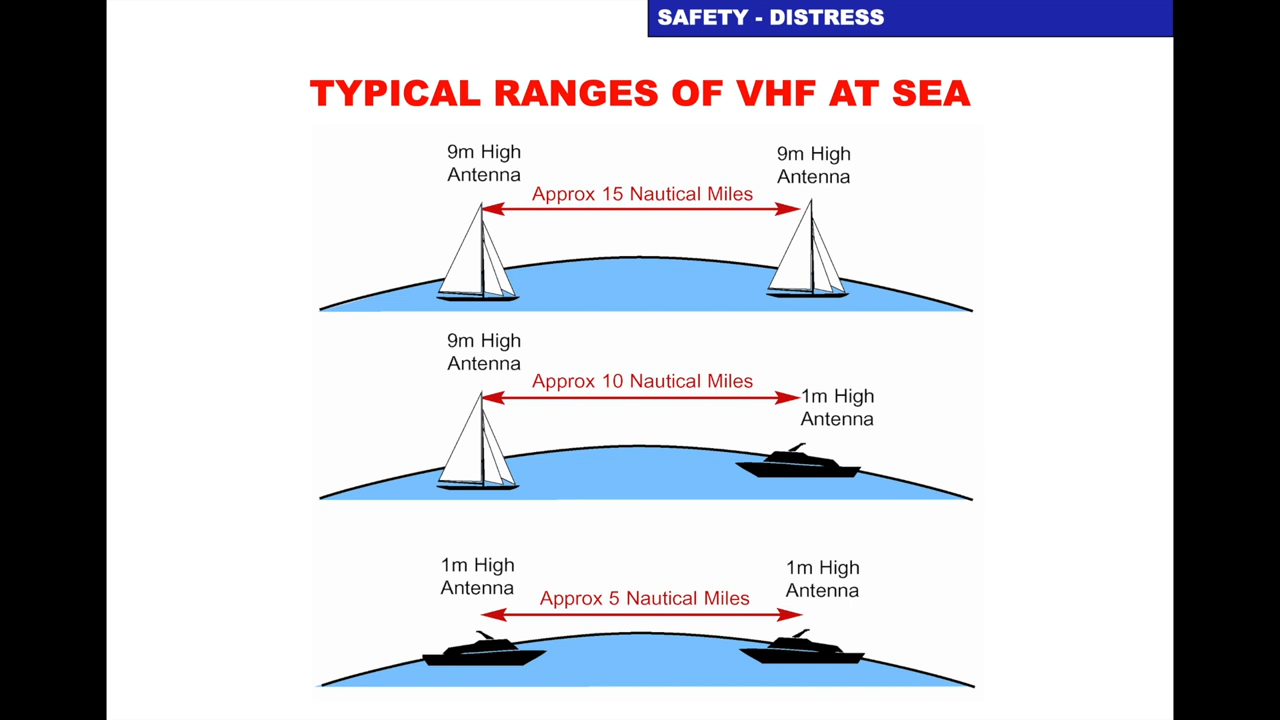 SAFETY - DISTRESS
TYPICAL RANGES OF VHF AT SEA
9m High
Antenna
9m High
Antenna
Approx 15 Nautical Miles
9m High
Antenna
Approx 10 Nautical Miles
1m High
Antenna
1m High
Antenna
1m High
Antenna
Approx 5 Nautical Miles